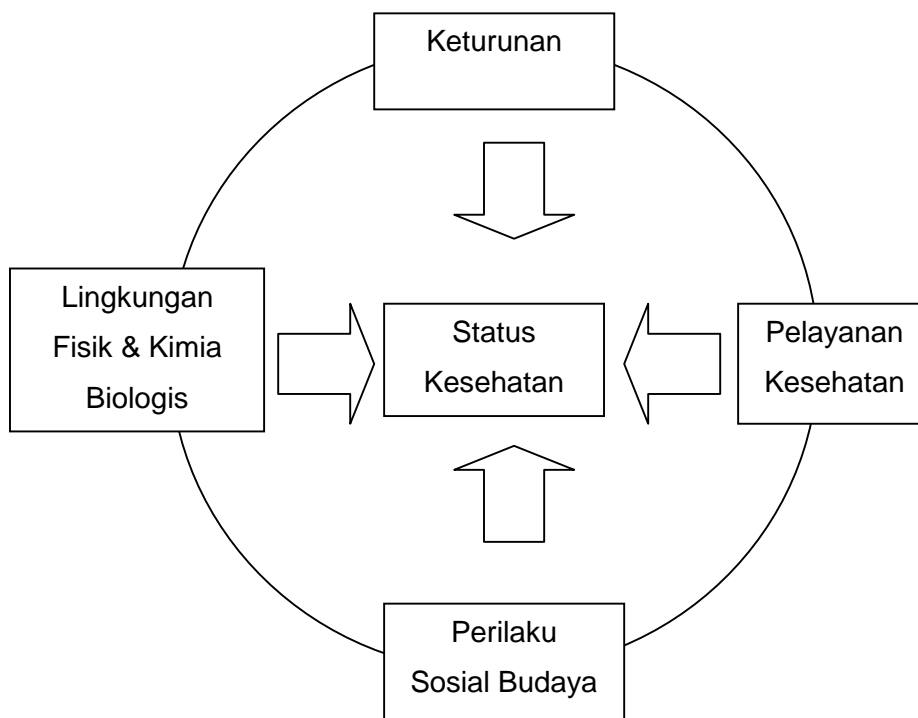 Keturunan
Lingkungan
Fisik & Kimia
Biologis
Status
Kesehatan
Pelayanan
Kesehatan
Perilaku
Sosial Budaya